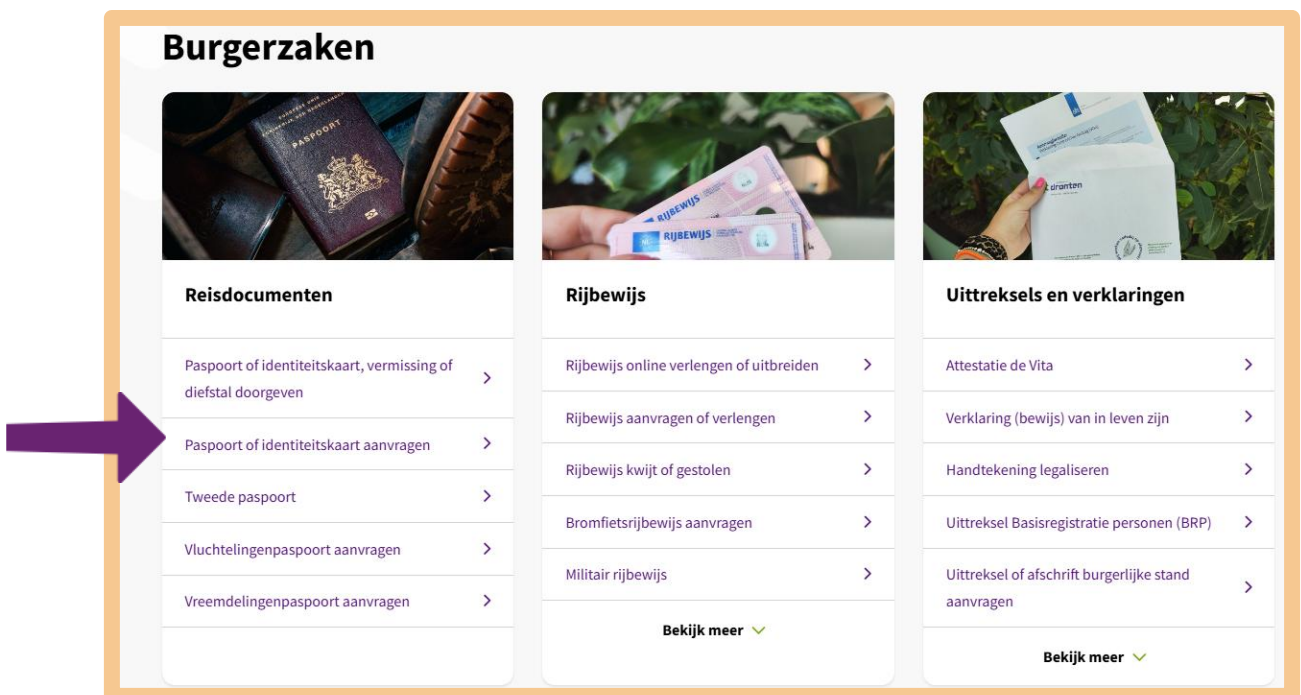 Burgerzaken
PASPOORT
Reisdocumenten
Paspoort of identiteitskaart, vermissing of
diefstal doorgeven
Paspoort of identiteitskaart aanvragen
Tweede paspoort
Vluchtelingenpaspoort aanvragen
Vreemdelingenpaspoort aanvragen
RIJBEWIJS
RIJBEWIJS
Rijbewijs
Rijbewijs online verlengen of uitbreiden
Rijbewijs aanvragen of verlengen
Rijbewijs kwijt of gestolen
Bromfietsrijbewijs aanvragen
Militair rijbewijs
Bekijk meer
dronten
Uittreksels en verklaringen
Attestatie de Vita
Verklaring (bewijs) van in leven zijn
Handtekening legaliseren
Uittreksel Basisregistratie personen (BRP)
Uittreksel of afschrift burgerlijke stand
aanvragen
Bekijk meer